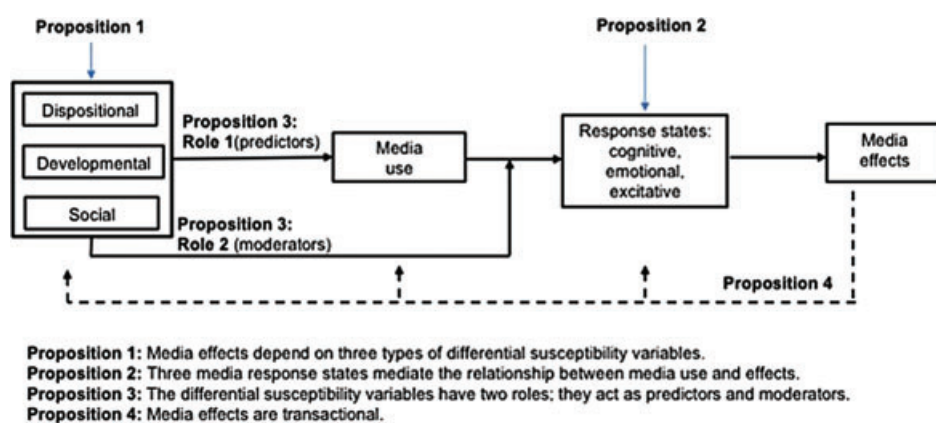 Proposition 1
Proposition 2
Dispositional
Developmental
Social
Proposition 3:
Role 1(predictors)
Media
use
Response states:
cognitive,
emotional,
excitative
Media
effects
Proposition 3:
Role 2 (moderators)
Proposition 4
Proposition 1: Media effects depend on three types of differential susceptibility variables.
Proposition 2: Three media response states mediate the relationship between media use and effects.
Proposition 3: The differential susceptibility variables have two roles; they act as predictors and moderators.
Proposition 4: Media effects are transactional.